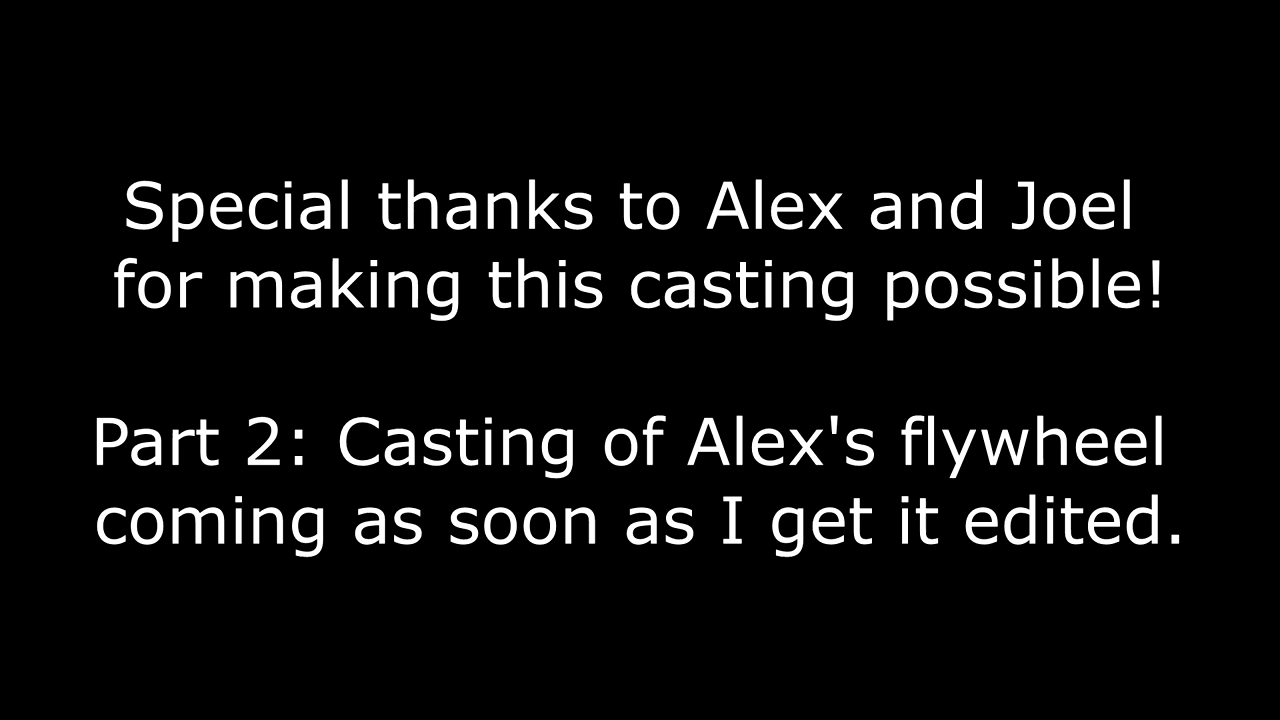 Special thanks to Alex and Joel
for making this casting possible!
Part 2: Casting of Alex's flywheel
coming as soon as I get it edited.